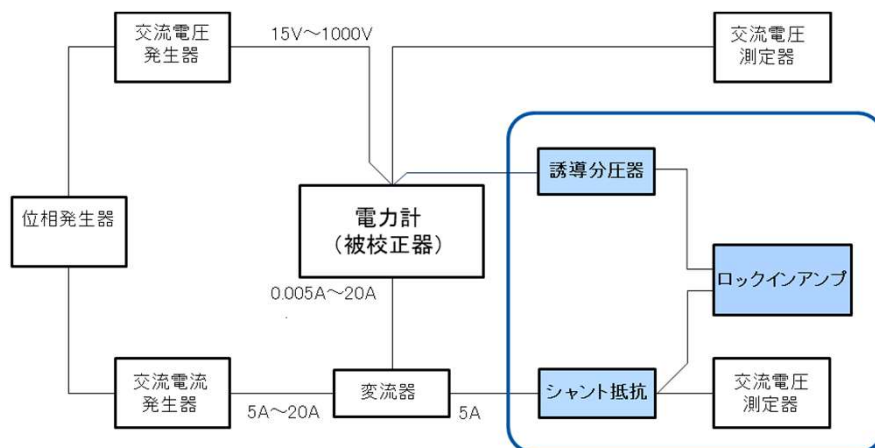 交流電圧
発生器
15V～1000V
交流電圧
測定器
誘導分圧器
位相発生器
電力計
（被校正器）
ロックインアンプ
0.005A～20A
交流電流
発生器
5A～20A
変流器
5A
シャント抵抗
交流電圧
測定器